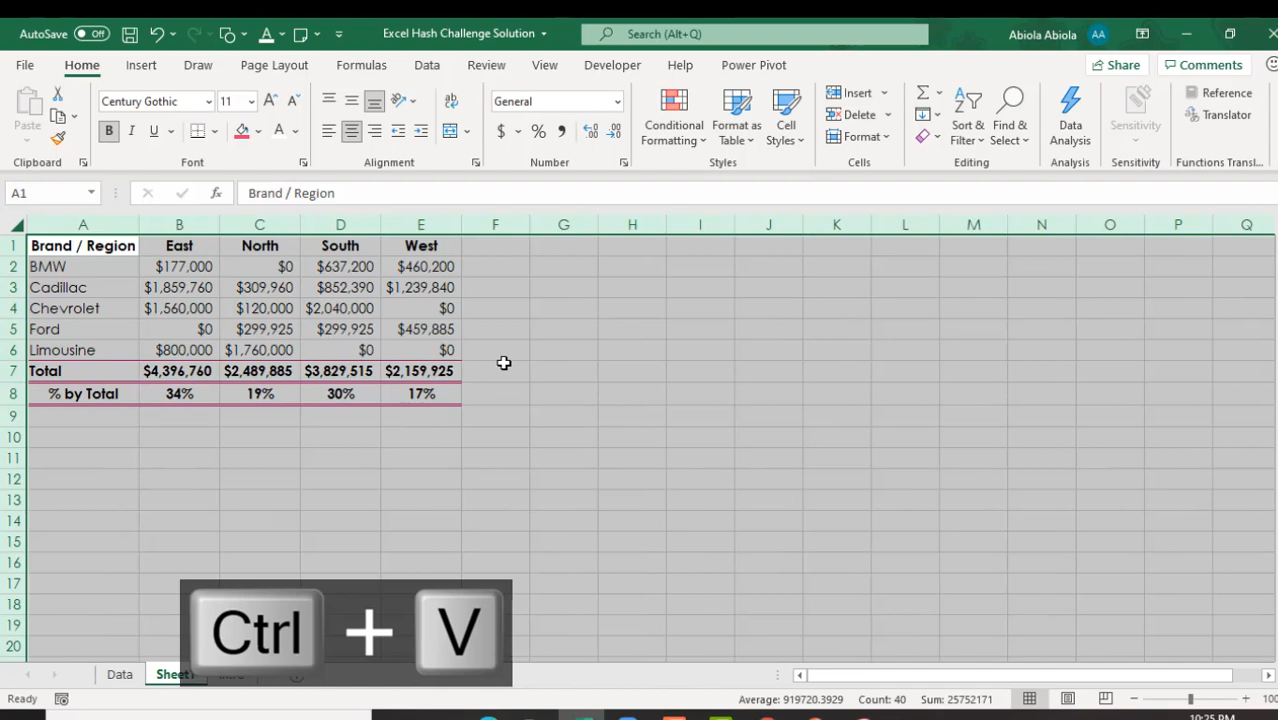 AutoSave Off Excel Hash Challenge Solution Search (Alt+Q) Abiola Abiola AA
File Home Insert Draw Page Layout Formulas Data Review View Developer Help Power Pivot Share Comments
Paste
Clipboard
Century Gothic 11
B I U
Font
Alignment
General
$ % 9
Number
Conditional Formatting
Format as Table
Cell Styles
Styles
Insert
Delete
Format
Cells
Sort & Filter
Find & Select
Editing
Data Analysis
Analysis
Sensitivity
Sensitivity
Reference
Translator
Functions Transl...
A1 fx Brand / Region
A B C D E F G H I J K L M N O P Q
1 Brand / Region East North South West
2 BMW $177,000 $0 $637,200 $460,200
3 Cadillac $1,859,760 $309,960 $852,390 $1,239,840
4 Chevrolet $1,560,000 $120,000 $2,040,000 $0
5 Ford $0 $299,925 $299,925 $459,885
6 Limousine $800,000 $1,760,000 $0 $0
7 Total $4,396,760 $2,489,885 $3,829,515 $2,159,925
8 % by Total 34% 19% 30% 17%
9
10
11
12
13
14
15
16
17
18
19
20
Ctrl + V
Data Sheet1
Ready Average: 919720.3929 Count: 40 Sum: 25752171 100
10:25 PM